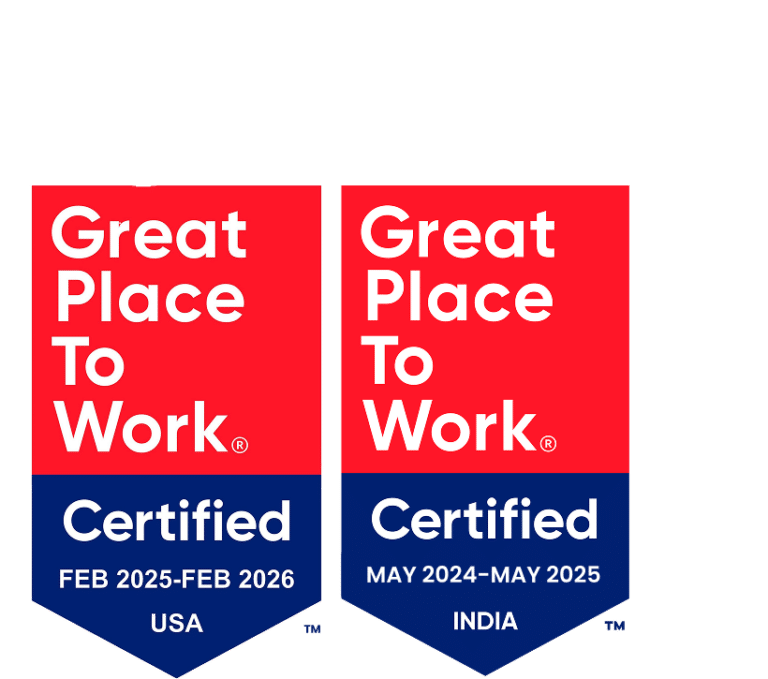 Great
Place
To
Work®
Certified
FEB 2025-FEB 2026
USA
™
Great
Place
To
Work®
Certified
MAY 2024-MAY 2025
INDIA
™